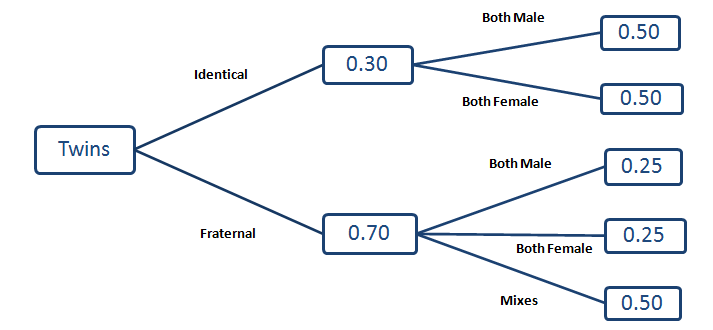 Both Male
0.50
Identical
0.30
Both Female
0.50
Twins
Both Male
0.25
Fraternal
0.70
Both Female
0.25
Mixes
0.50